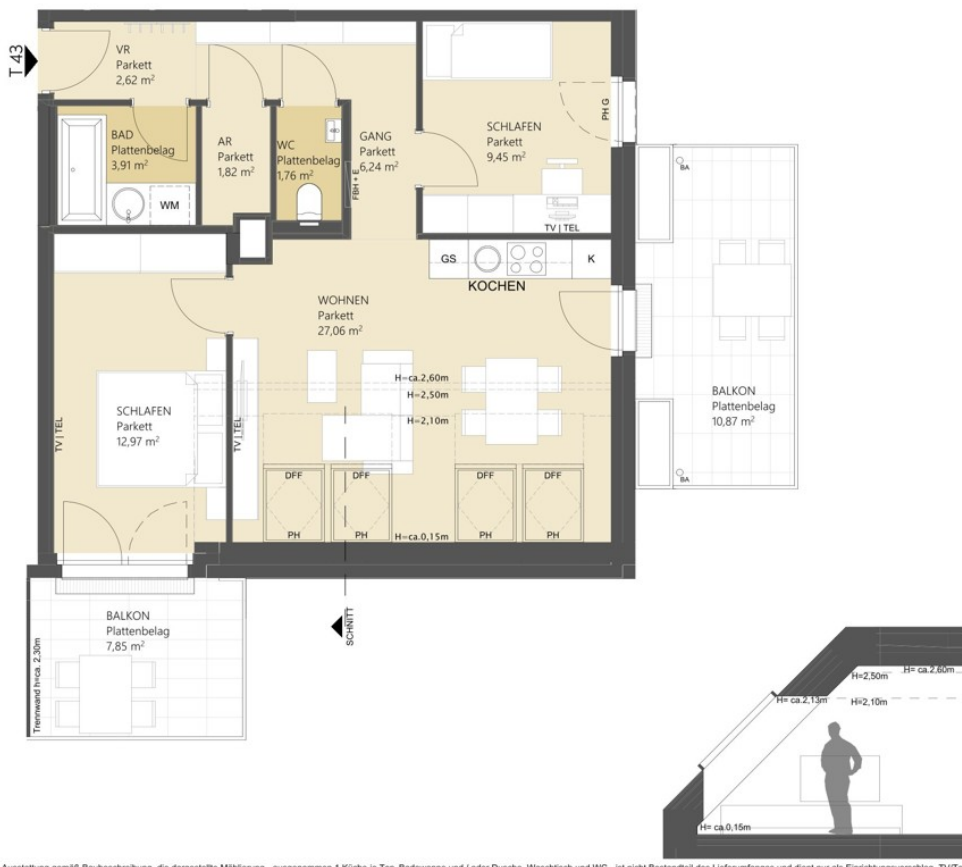 T 43
VR
Parkett
2,62 m²
BAD
Plattenbelag
3,91 m²
WM
AR
Parkett
1,82 m²
WC
Plattenbelag
1,76 m²
FBH + E
GANG
Parkett
6,24 m²
SCHLAFEN
Parkett
9,45 m²
PH G
TV | TEL
BA
GS
K
KOCHEN
WOHNEN
Parkett
27,06 m²
H=ca.2,60m
H=2,50m
H=2,10m
SCHLAFEN
Parkett
12,97 m²
TV | TEL
TV | TEL
DFF
DFF
DFF
DFF
PH
PH
H=ca.0,15m
PH
PH
BALKON
Plattenbelag
10,87 m²
BA
SCHNITT
BALKON
Plattenbelag
7,85 m²
Trennwand h=ca. 2,30m
H= ca.2,60m
H=2,50m
H= ca.2,13m
H=2,10m
H= ca.0,15m